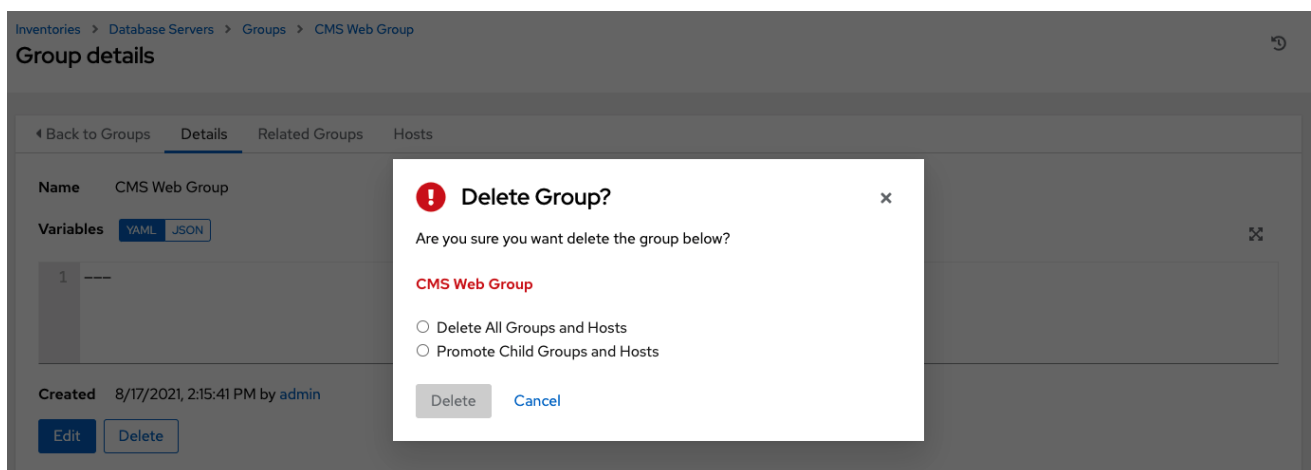 Inventories > Database Servers > Groups > CMS Web Group
Group details
Back to Groups Details Related Groups Hosts
Name CMS Web Group
Variables YAML JSON
1 ---
Created 8/17/2021, 2:15:41 PM by admin
Edit Delete
Delete Group?
Are you sure you want delete the group below?
CMS Web Group
Delete All Groups and Hosts
Promote Child Groups and Hosts
Delete Cancel